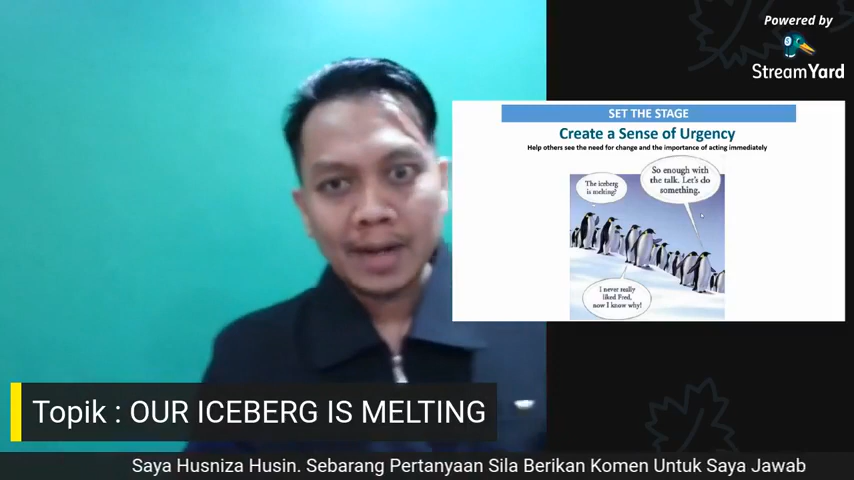 Powered by
StreamYard
SET THE STAGE
Create a Sense of Urgency
Help others see the need for change and the importance of acting immediately
The iceberg
is melting?
So enough with
the talk. Let's do
something.
I never really
liked Fred,
now I know why!
Topik : OUR ICEBERG IS MELTING
Saya Husniza Husin. Sebarang Pertanyaan Sila Berikan Komen Untuk Saya Jawab